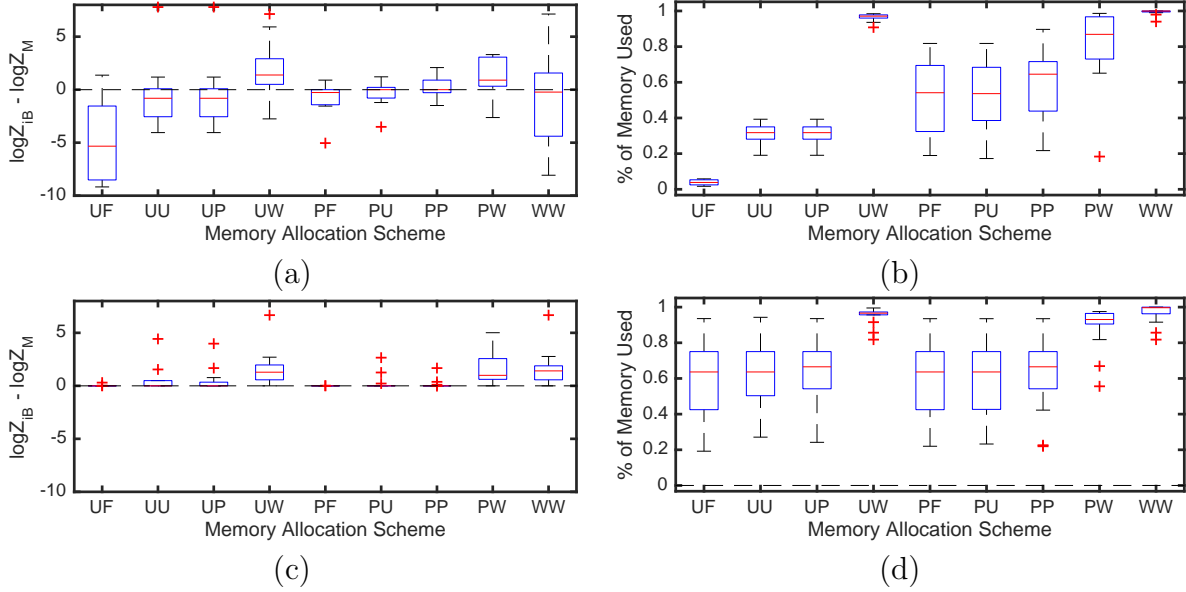 5
0
-5
-10
logZiB - logZM
UF UU UP UW PF PU PP PW WW
Memory Allocation Scheme
(a)
1
0.8
0.6
0.4
0.2
0
% of Memory Used
UF UU UP UW PF PU PP PW WW
Memory Allocation Scheme
(b)
5
0
-5
-10
logZiB - logZM
UF UU UP UW PF PU PP PW WW
Memory Allocation Scheme
(c)
1
0.8
0.6
0.4
0.2
0
% of Memory Used
UF UU UP UW PF PU PP PW WW
Memory Allocation Scheme
(d)